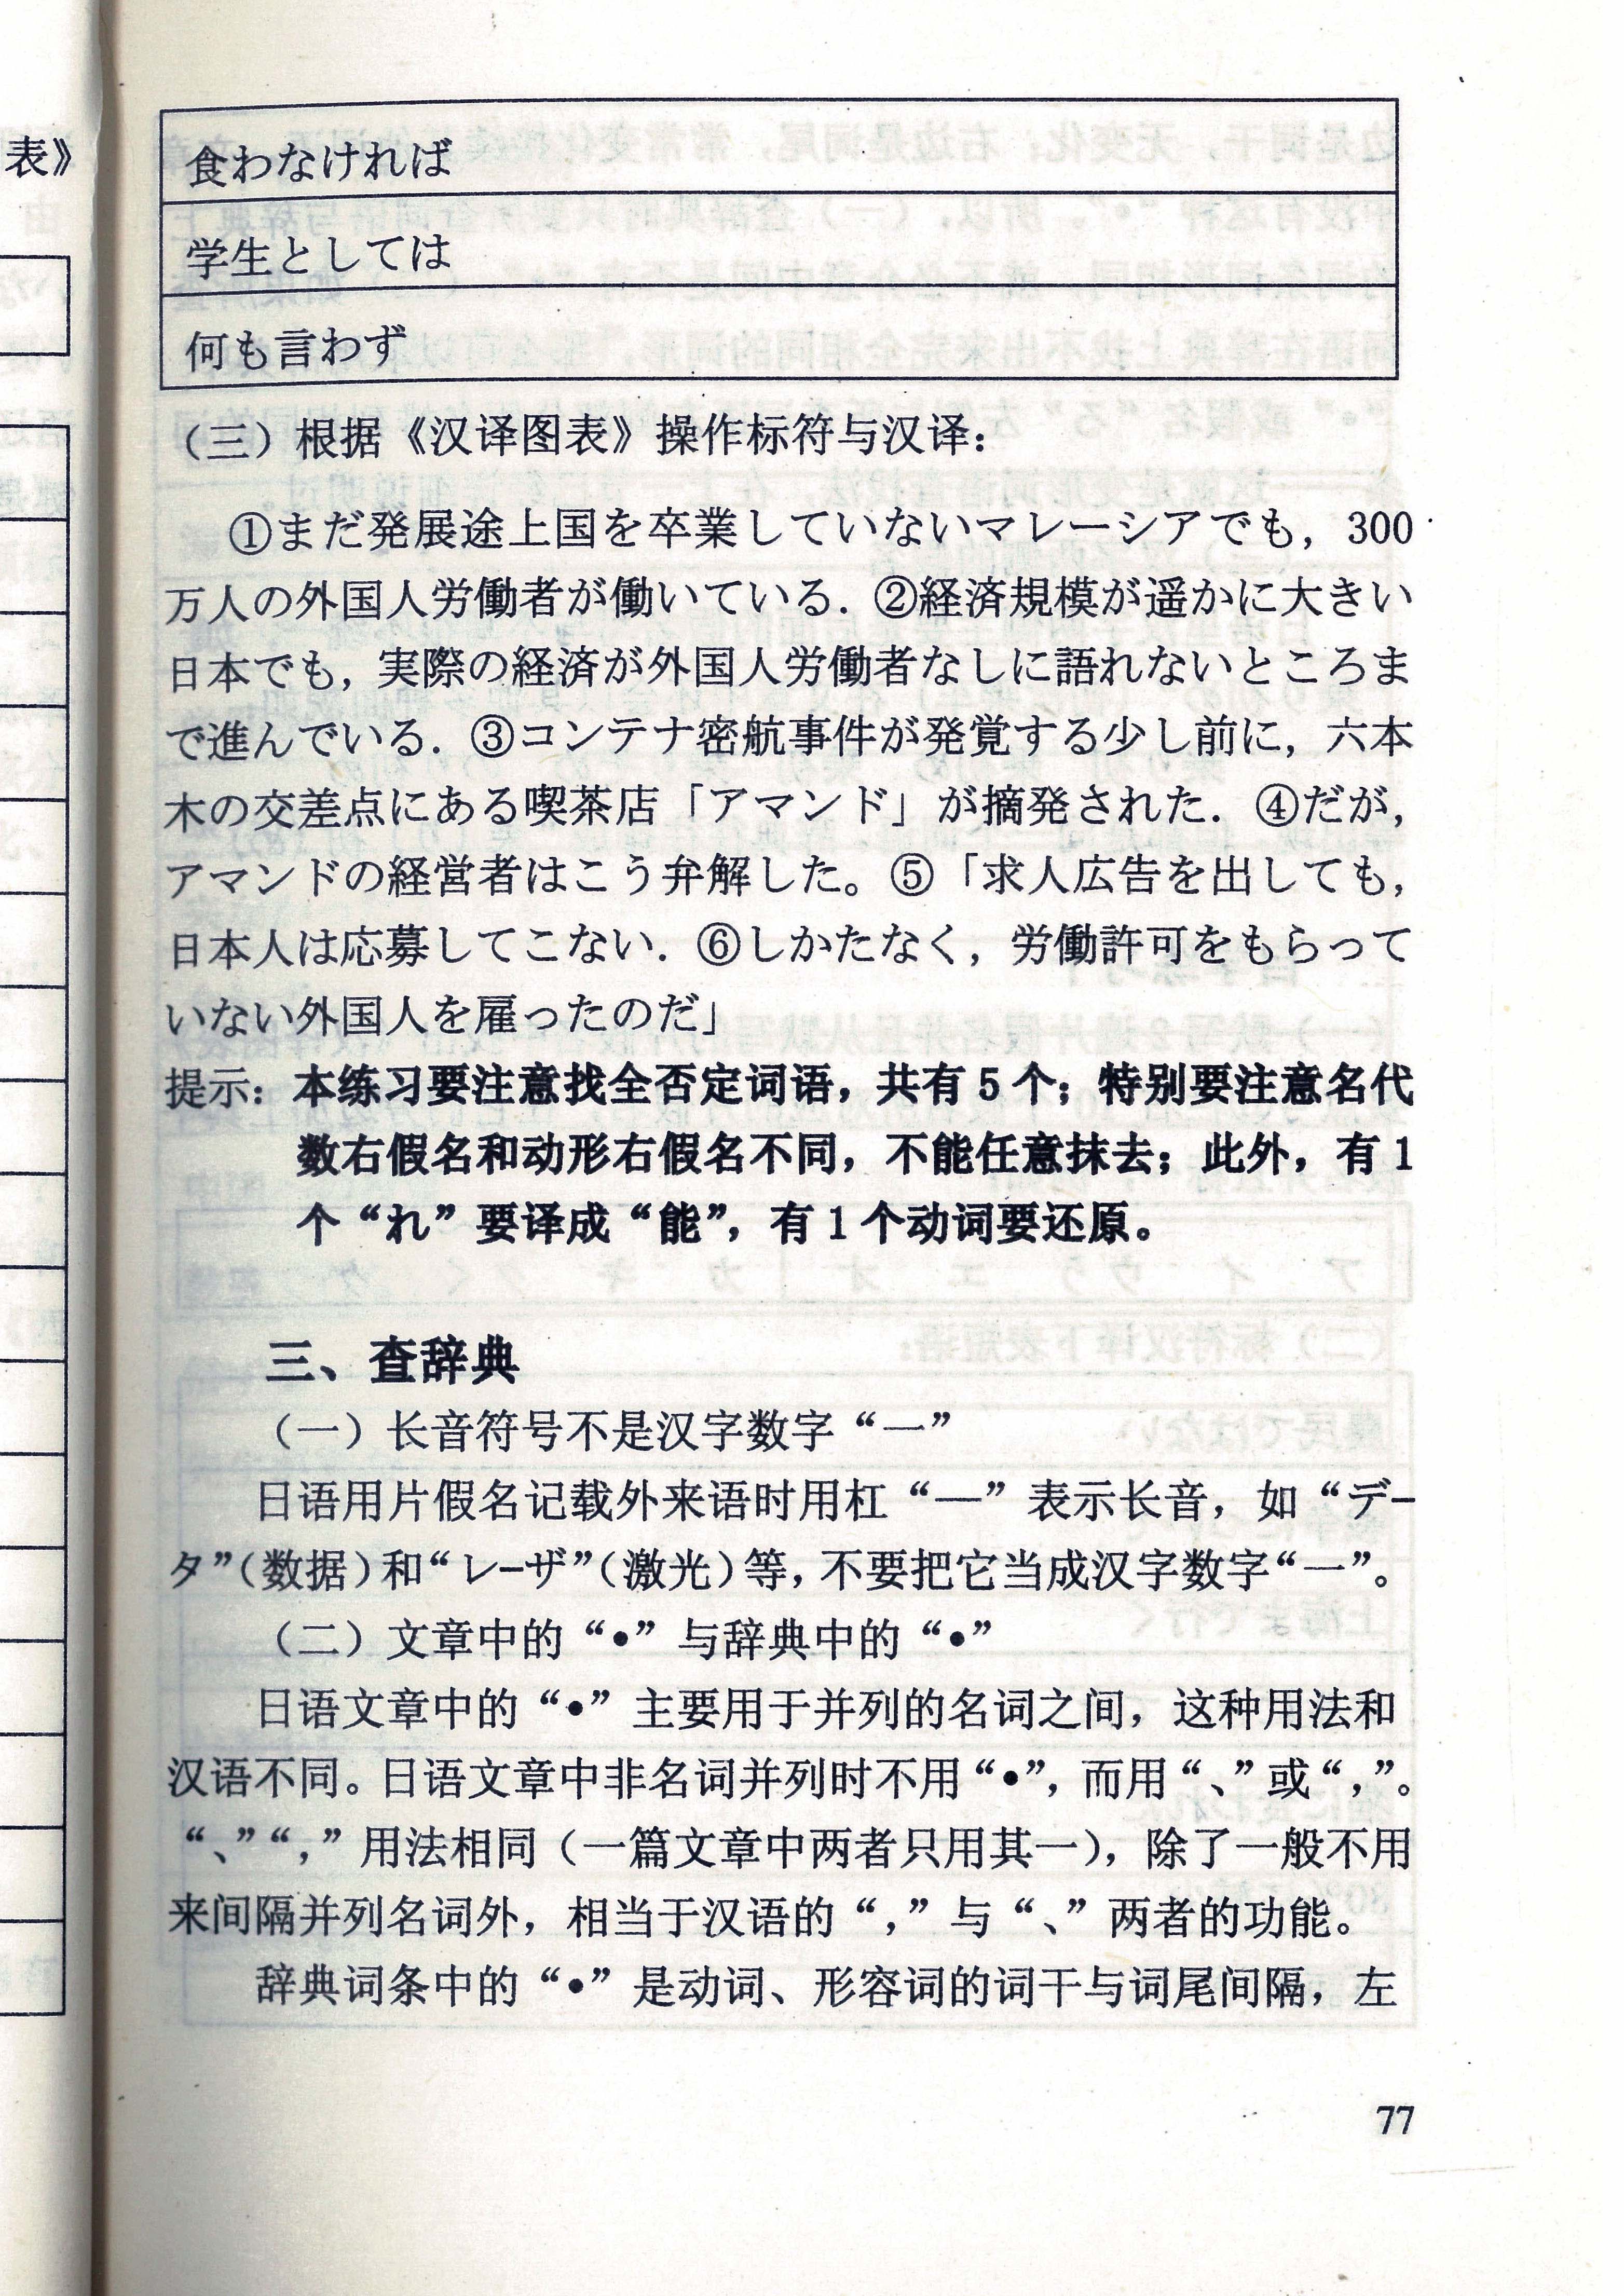 表》
食わなければ
学生としては
何も言わず
（三）根据《汉译图表》操作标符与汉译：
①まだ発展途上国を卒業していないマレーシアでも，300
万人の外国人労働者が働いている．②経済規模が遥かに大きい
日本でも，実際の経済が外国人労働者なしに語れないところま
で進んでいる．③コンテナ密航事件が発覚する少し前に，六本
木の交差点にある喫茶店「アマンド」が摘発された．④だが，
アマンドの経営者はこう弁解した。⑤「求人広告を出しても，
日本人は応募してこない．⑥しかたなく，労働許可をもらって
いない外国人を雇ったのだ」
提示：本练习要注意找全否定词语，共有5个；特别要注意名代
数右假名和动形右假名不同，不能任意抹去；此外，有1
个“れ”要译成“能”，有1个动词要还原。
三、查辞典
（一）长音符号不是汉字数字“一”
日语用片假名记载外来语时用杠“—”表示长音，如“デー
タ”（数据）和“レーザ”（激光）等，不要把它当成汉字数字“一”。
（二）文章中的“•”与辞典中的“•”
日语文章中的“•”主要用于并列的名词之间，这种用法和
汉语不同。日语文章中非名词并列时不用“•”，而用“、”或“，”。
“、”“，”用法相同（一篇文章中两者只用其一），除了一般不用
来间隔并列名词外，相当于汉语的“，”与“、”两者的功能。
辞典词条中的“•”是动词、形容词的词干与词尾间隔，左
77